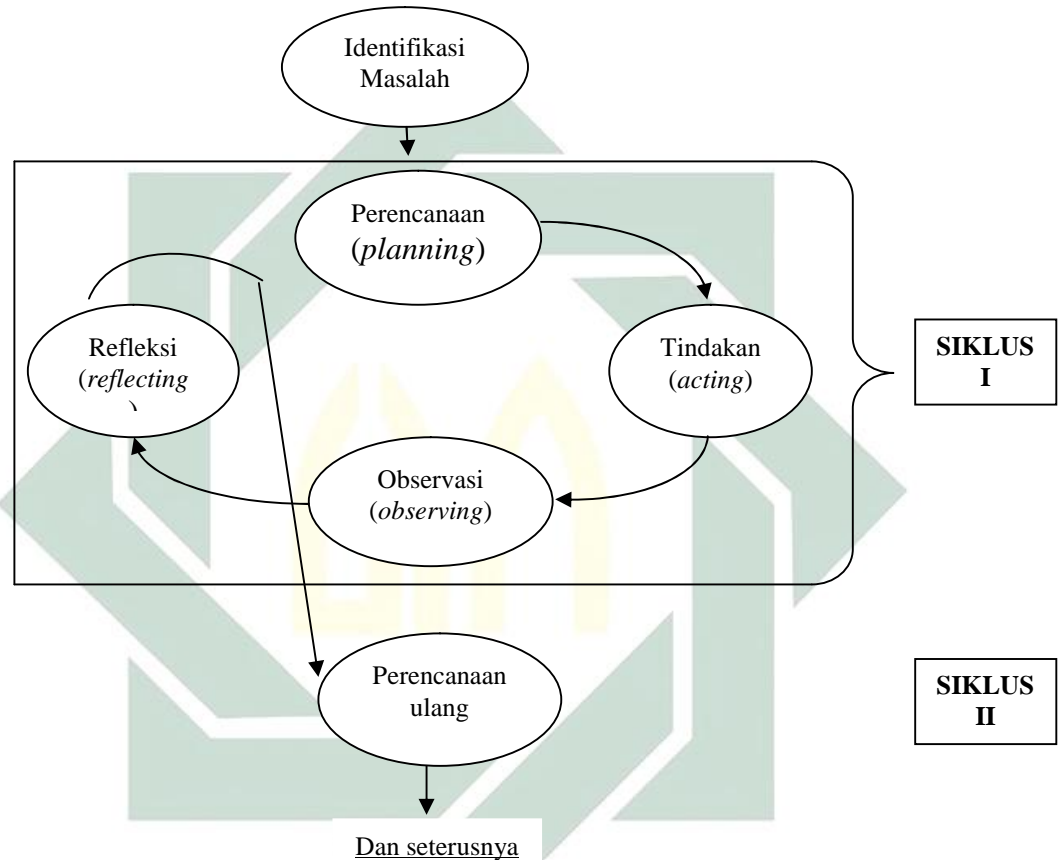 Identifikasi
Masalah
Perencanaan
(planning)
Refleksi
(reflecting
)
Tindakan
(acting)
SIKLUS
I
Observasi
(observing)
Perencanaan
ulang
SIKLUS
II
Dan seterusnya